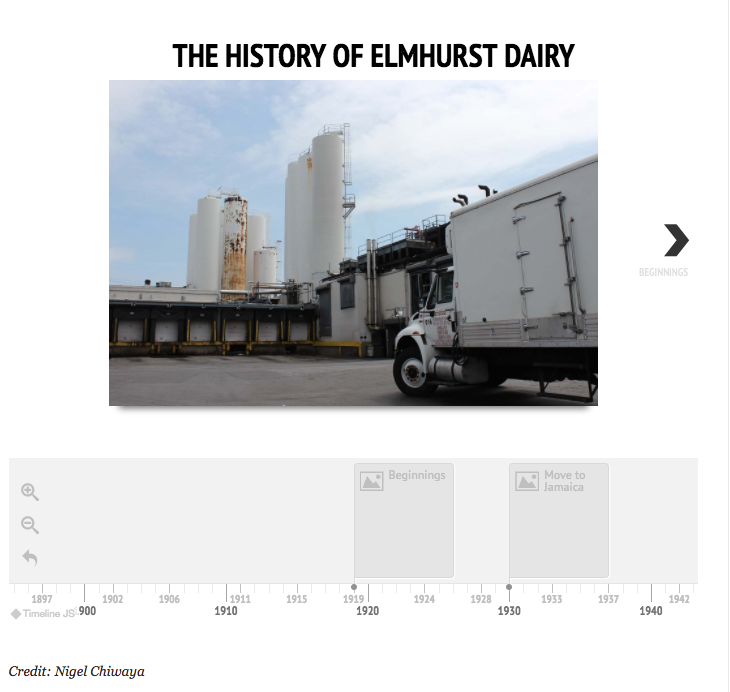 THE HISTORY OF ELMHURST DAIRY
BEGINNINGS
Beginnings
Move to
Jamaica
1897 1902 1906 1911 1915 1919 1924 1928 1933 1937 1942
Timeline JS 900 1910 1920 1930 1940
Credit: Nigel Chiwaya